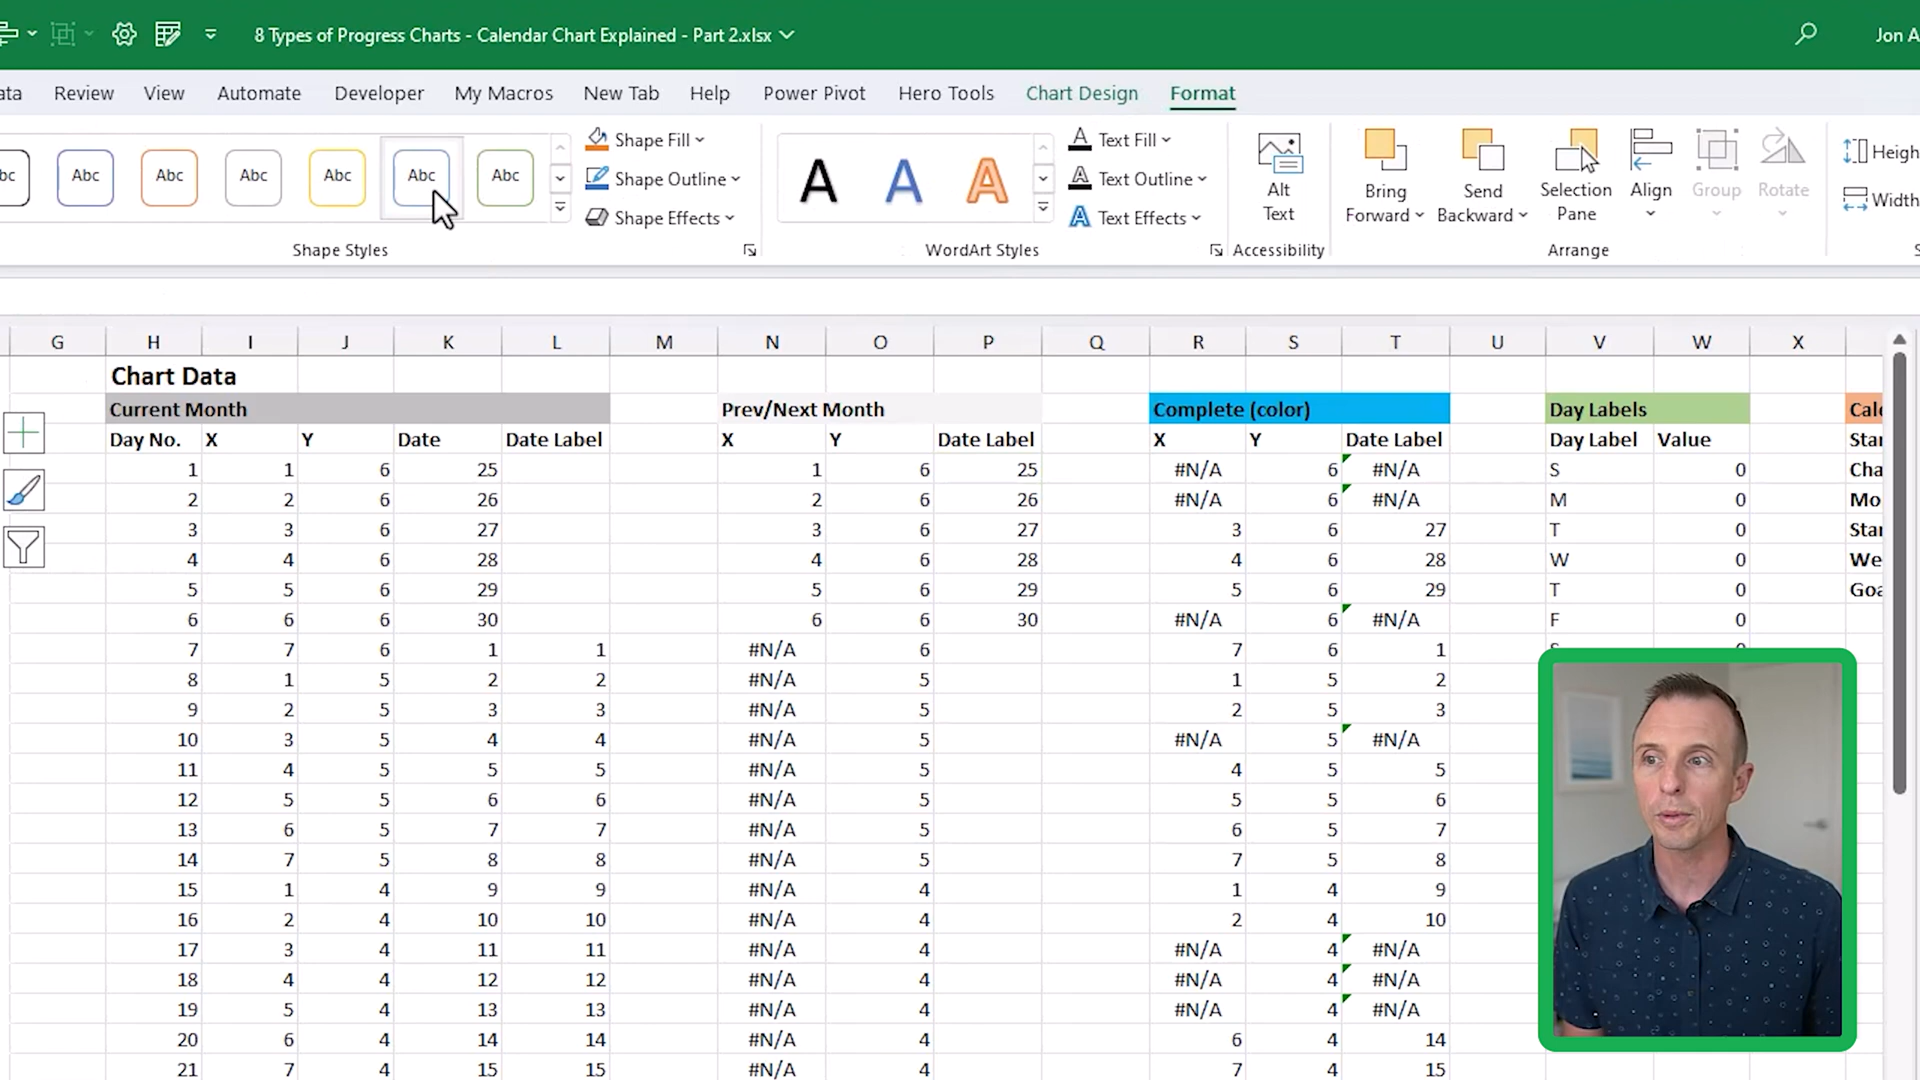 8 Types of Progress Charts - Calendar Chart Explained - Part 2.xlsx
Jon A
ata Review View Automate Developer My Macros New Tab Help Power Pivot Hero Tools Chart Design Format
bc Abc Abc Abc Abc Abc Abc
Shape Fill
Shape Outline
Shape Effects
Shape Styles
A A A
Text Fill
Text Outline
Text Effects
WordArt Styles
Alt Text
Accessibility
Bring Forward
Send Backward
Selection Pane
Align
Group
Rotate
Arrange
Heigh
Width
S
G H I J K L M N O P Q R S T U V W X
Chart Data
Current Month Prev/Next Month Complete (color) Day Labels Cale
Day No. X Y Date Date Label X Y Date Label X Y Date Label Day Label Value Star
1 1 6 25 1 6 25 #N/A 6 #N/A S 0 Cha
2 2 6 26 2 6 26 #N/A 6 #N/A M 0 Mo
3 3 6 27 3 6 27 3 6 27 T 0 Star
4 4 6 28 4 6 28 4 6 28 W 0 We
5 5 6 29 5 6 29 5 6 29 T 0 Goa
6 6 6 30 6 6 30 #N/A 6 #N/A F 0
7 7 6 1 1 #N/A 6 7 6 1
8 1 5 2 2 #N/A 5 1 5 2
9 2 5 3 3 #N/A 5 2 5 3
10 3 5 4 4 #N/A 5 #N/A 5 #N/A
11 4 5 5 5 #N/A 5 4 5 5
12 5 5 6 6 #N/A 5 5 5 6
13 6 5 7 7 #N/A 5 6 5 7
14 7 5 8 8 #N/A 5 7 5 8
15 1 4 9 9 #N/A 4 1 4 9
16 2 4 10 10 #N/A 4 2 4 10
17 3 4 11 11 #N/A 4 #N/A 4 #N/A
18 4 4 12 12 #N/A 4 #N/A 4 #N/A
19 5 4 13 13 #N/A 4 #N/A 4 #N/A
20 6 4 14 14 #N/A 4 6 4 14
21 7 4 15 15 #N/A 4 7 4 15